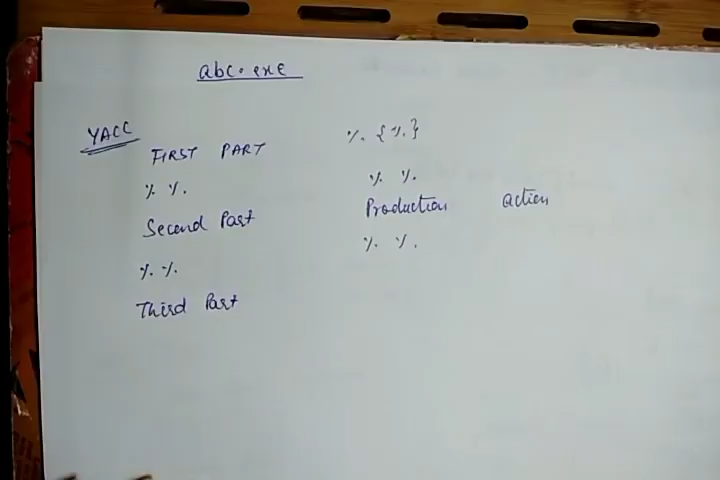 abc.exe
YACC
FIRST PART
% %.
Second Part
%. %.
Third Part
%. { %. }
% %.
Production action
% %.